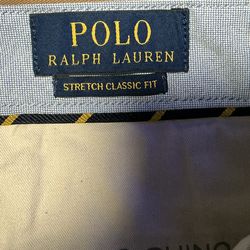 POLO
RALPH LAUREN
STRETCH CLASSIC FIT